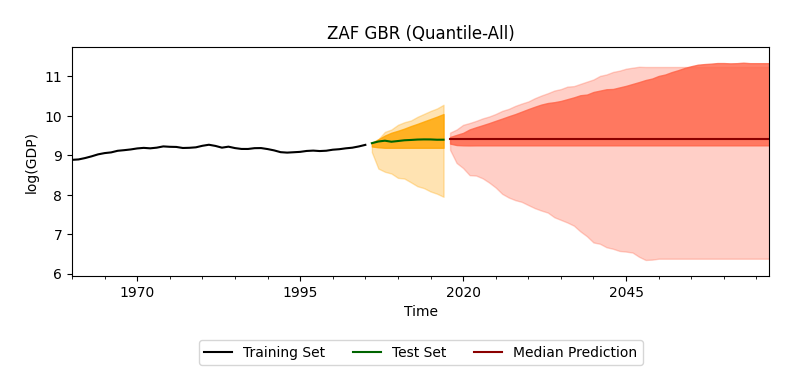 ZAF GBR (Quantile-All)
log(GDP)
11
10
9
8
7
6
1970 1995 2020 2045
Time
Training Set Test Set Median Prediction